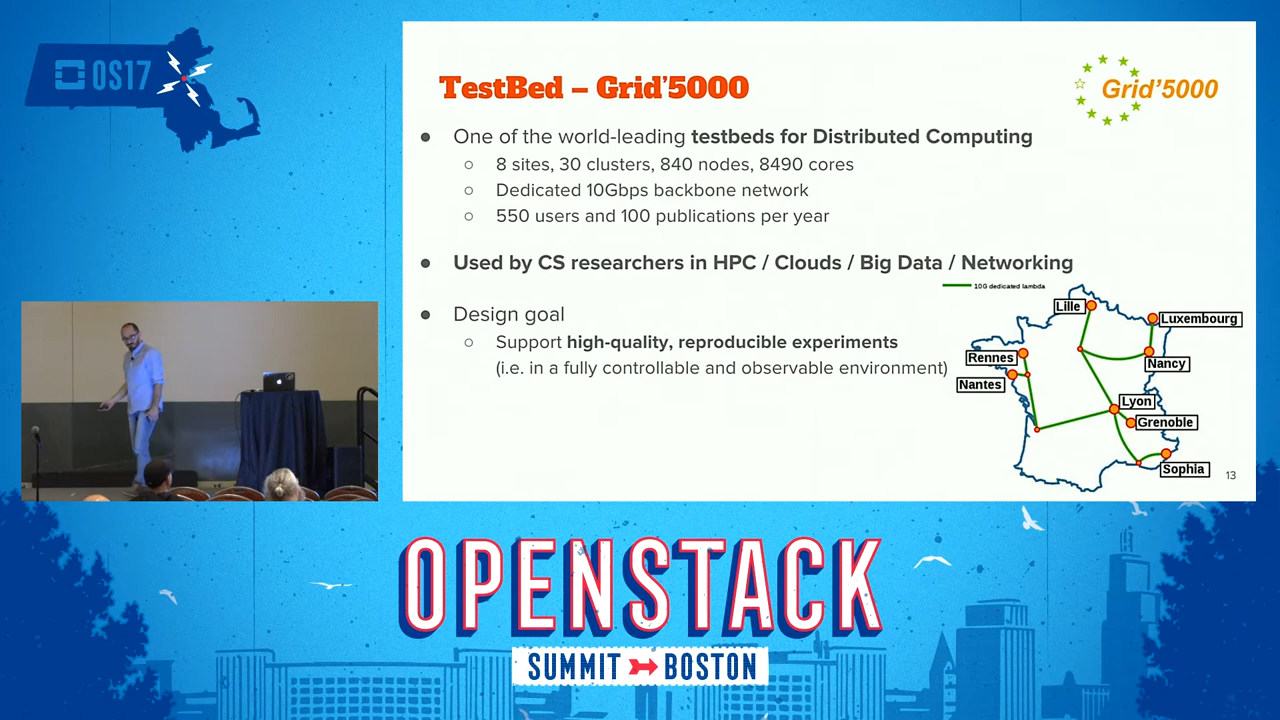 OS17
TestBed – Grid'5000
Grid'5000
● One of the world-leading testbeds for Distributed Computing
○ 8 sites, 30 clusters, 840 nodes, 8490 cores
○ Dedicated 10Gbps backbone network
○ 550 users and 100 publications per year
● Used by CS researchers in HPC / Clouds / Big Data / Networking
● Design goal
○ Support high-quality, reproducible experiments
(i.e. in a fully controllable and observable environment)
10G dedicated lambda
Lille
Luxembourg
Rennes
Nancy
Nantes
Lyon
Grenoble
Sophia
13
OPENSTACK
SUMMIT BOSTON